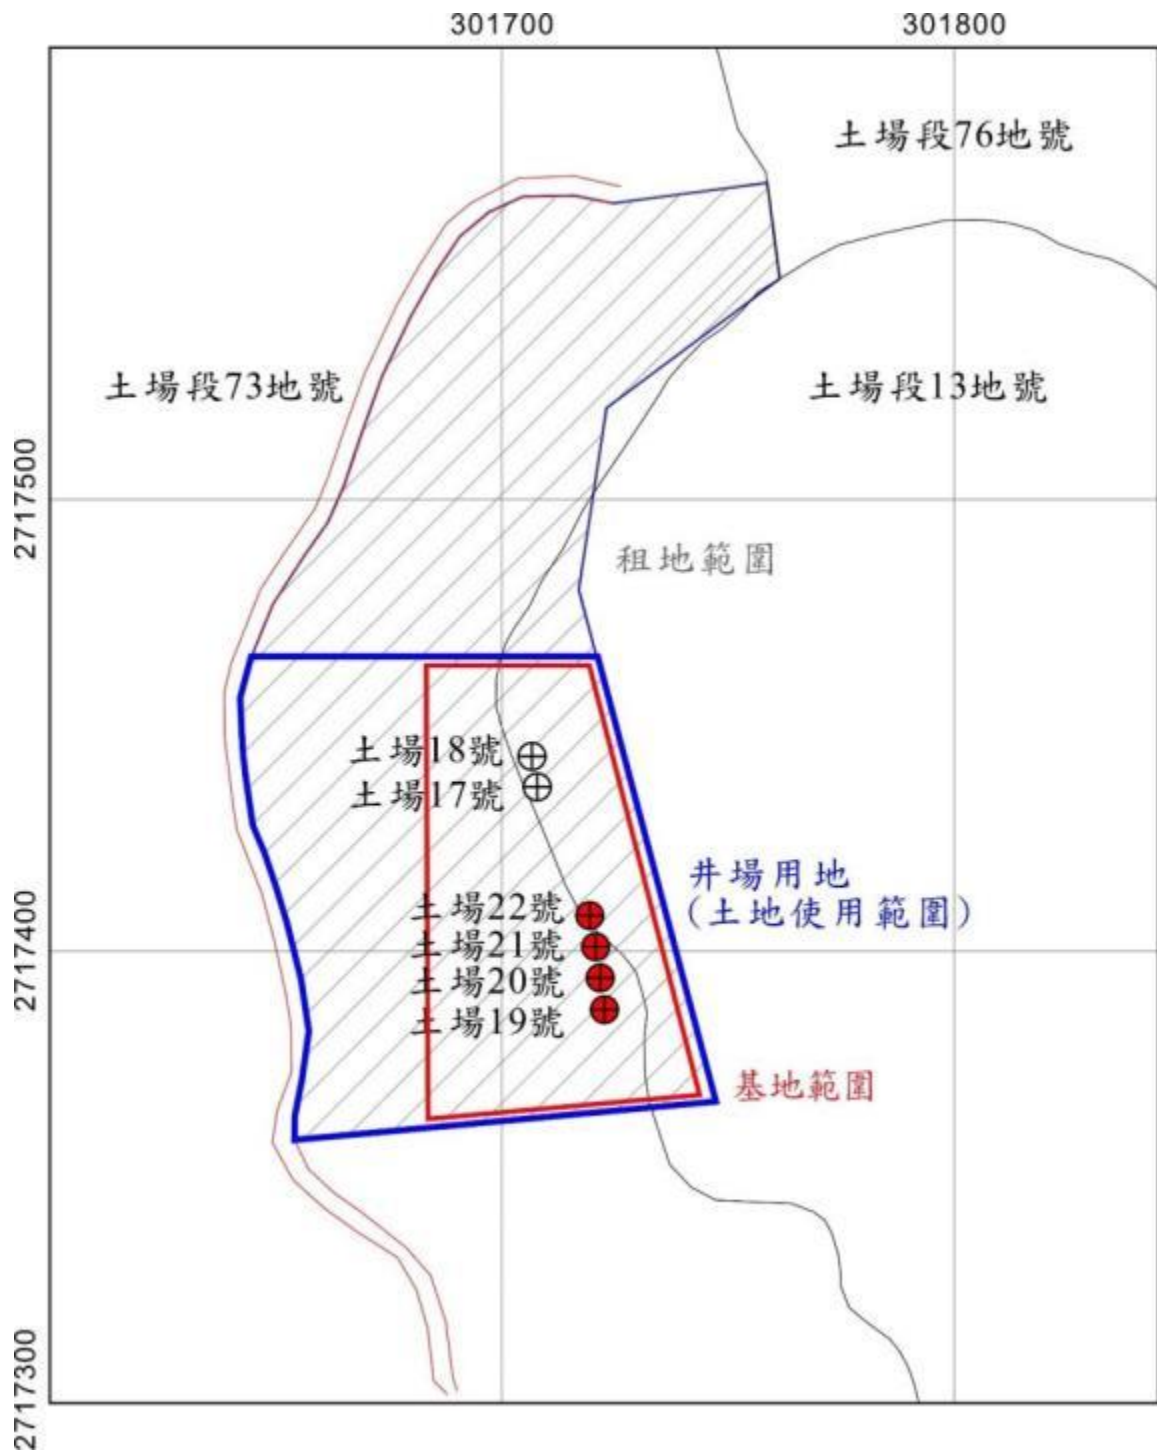 301700
301800
土場段76地號
土場段73地號
土場段13地號
2717500
租地範圍
土場18號
土場17號
井場用地
(土地使用範圍)
土場22號
土場21號
2717400
土場20號
土場19號
基地範圍
2717300